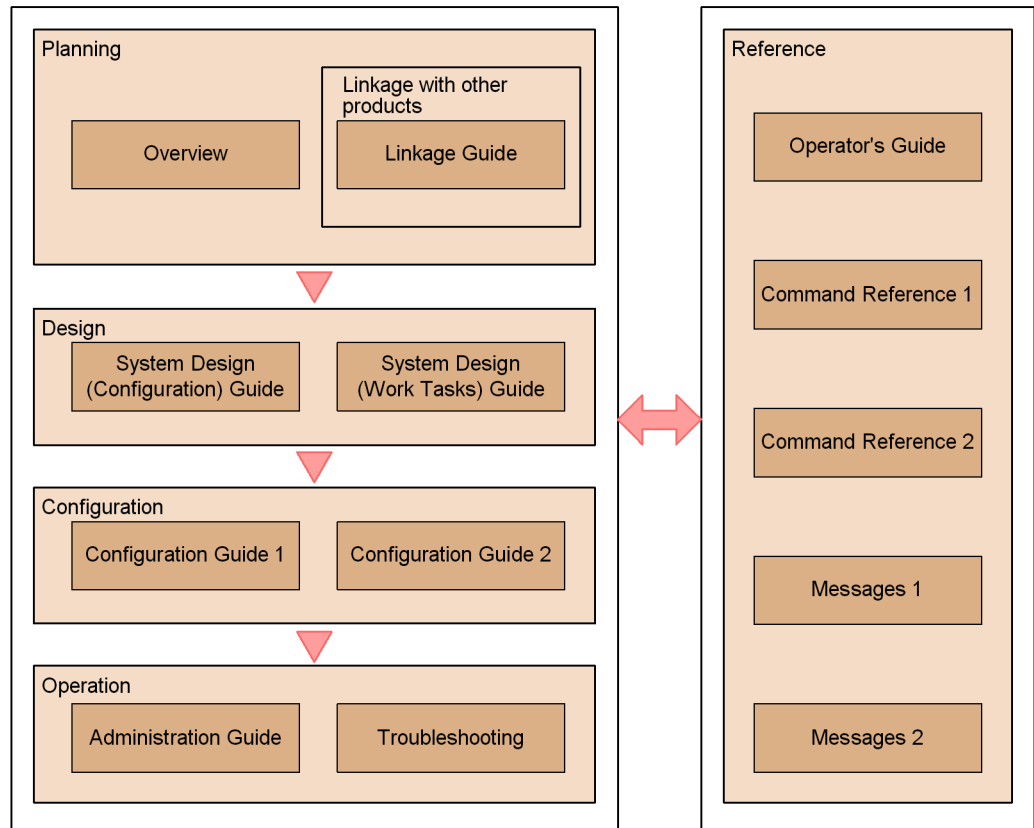 Planning
Linkage with other
products
Overview
Linkage Guide
Design
System Design
(Configuration) Guide
System Design
(Work Tasks) Guide
Configuration
Configuration Guide 1
Configuration Guide 2
Operation
Administration Guide
Troubleshooting
Reference
Operator's Guide
Command Reference 1
Command Reference 2
Messages 1
Messages 2